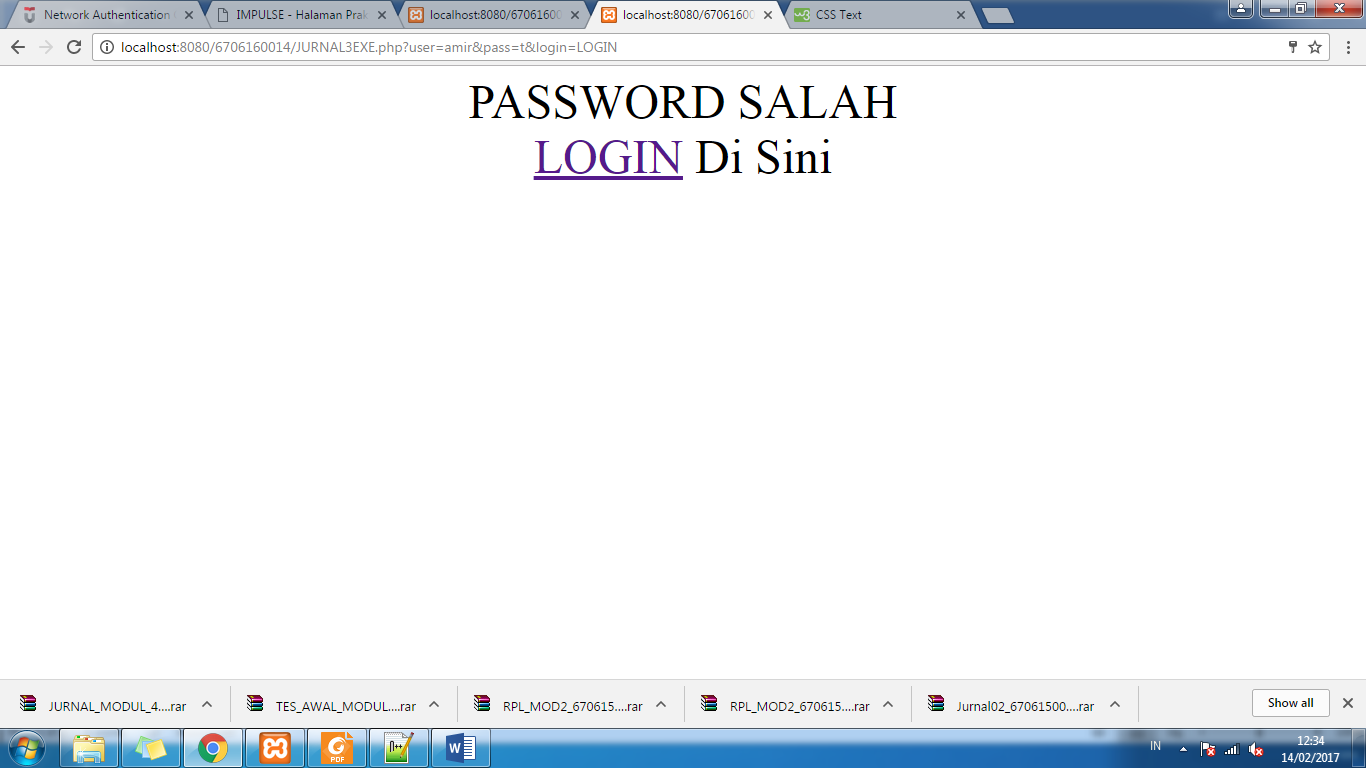 Network Authentication
IMPULSE - Halaman Prak
localhost:8080/67061600
localhost:8080/67061600
CSS Text
localhost:8080/6706160014/JURNAL3EXE.php?user=amir&pass=t&login=LOGIN
PASSWORD SALAH
LOGIN Di Sini
JURNAL_MODUL_4....rar
TES_AWAL_MODUL....rar
RPL_MOD2_670615....rar
RPL_MOD2_670615....rar
Jurnal02_67061500....rar
Show all
PDF
N++
W
IN
12:34
14/02/2017